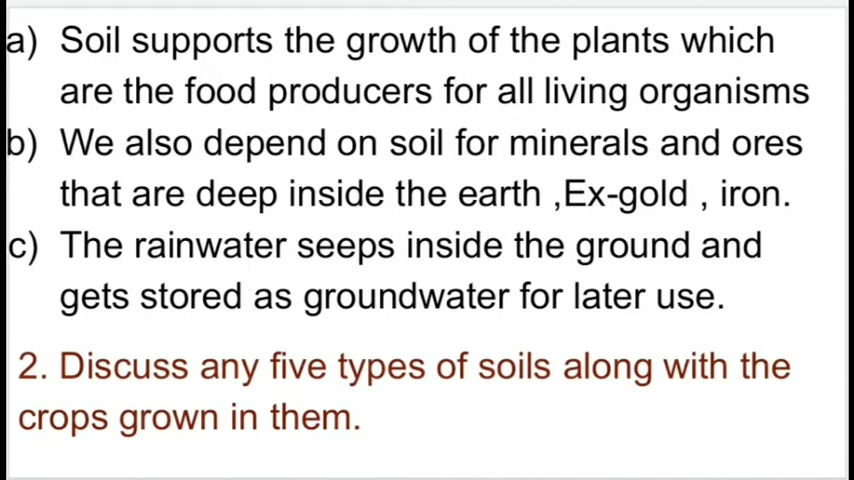 a) Soil supports the growth of the plants which
are the food producers for all living organisms
b) We also depend on soil for minerals and ores
that are deep inside the earth ,Ex-gold , iron.
c) The rainwater seeps inside the ground and
gets stored as groundwater for later use.
2. Discuss any five types of soils along with the
crops grown in them.